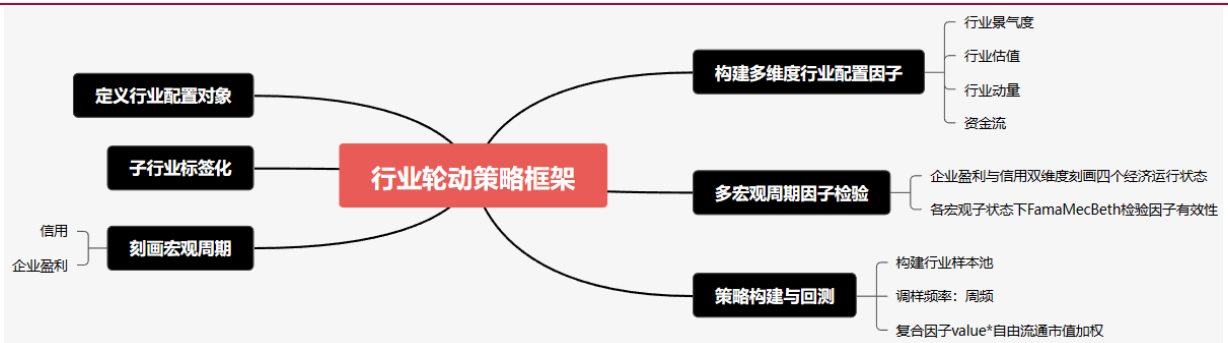 行业轮动策略框架
定义行业配置对象
子行业标签化
刻画宏观周期
信用
企业盈利
构建多维度行业配置因子
行业景气度
行业估值
行业动量
资金流
多宏观周期因子检验
企业盈利与信用双维度刻画四个经济运行状态
各宏观子状态下FamaMecBeth检验因子有效性
策略构建与回测
构建行业样本池
调样频率：周频
复合因子value*自由流通市值加权